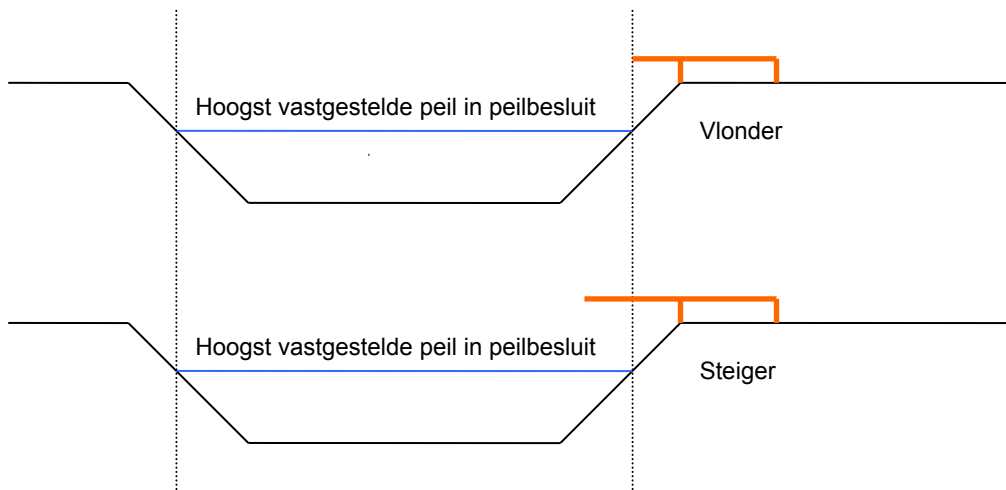 Hoogst vastgestelde peil in peilbesluit
Vlonder
Hoogst vastgestelde peil in peilbesluit
Steiger